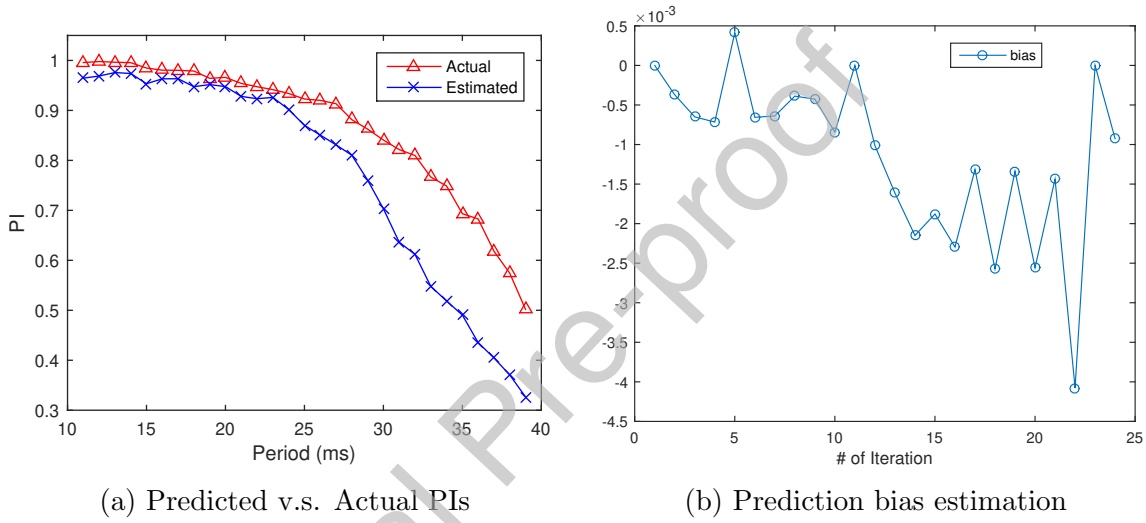 1
0.9
0.8
0.7
0.6
0.5
0.4
0.3
PI
10 15 20 25 30 35 40
Period (ms)
Actual
Estimated
(a) Predicted v.s. Actual PIs
×10⁻³
0.5
0
-0.5
-1
-1.5
-2
-2.5
-3
-3.5
-4
-4.5
0 5 10 15 20 25
# of Iteration
bias
(b) Prediction bias estimation
al Pre-proof